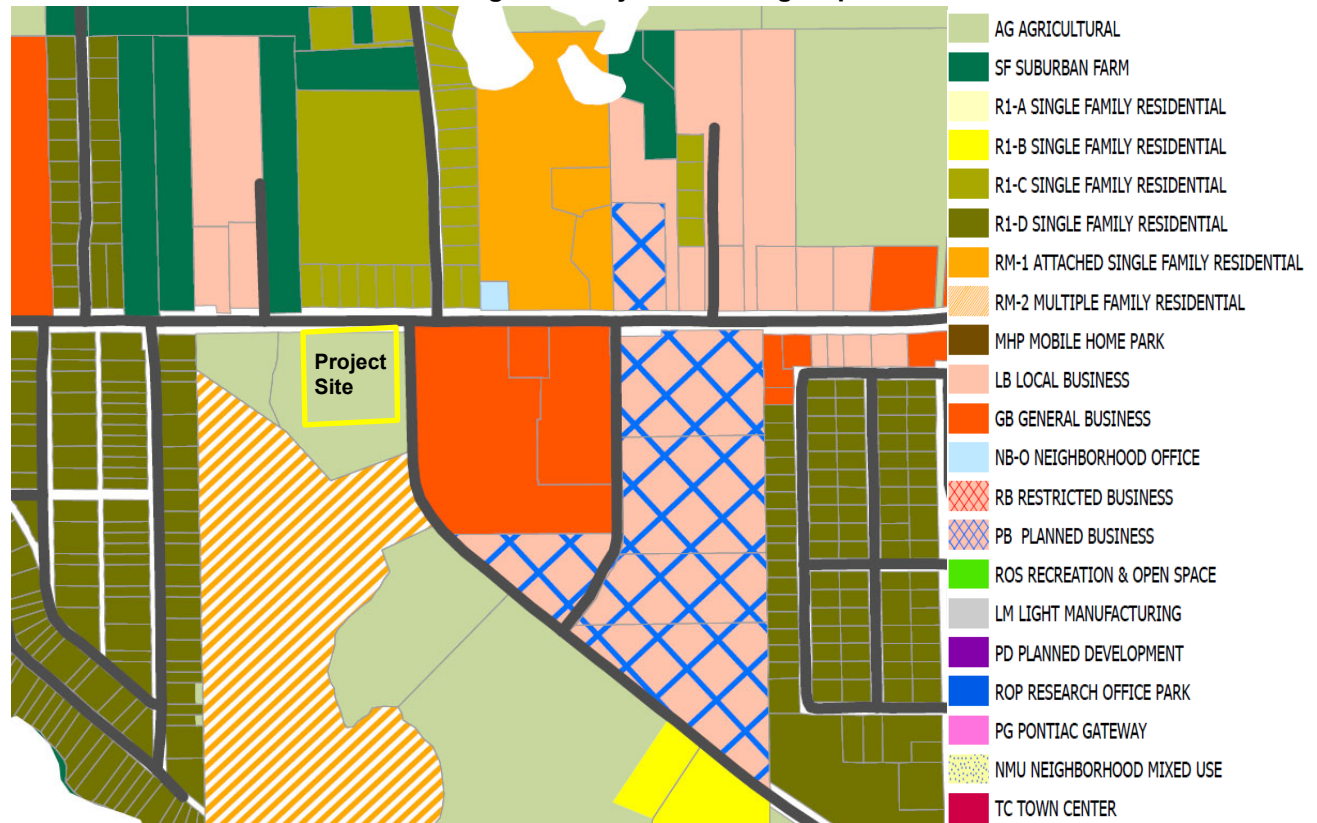 Project
Site
AG AGRICULTURAL
SF SUBURBAN FARM
R1-A SINGLE FAMILY RESIDENTIAL
R1-B SINGLE FAMILY RESIDENTIAL
R1-C SINGLE FAMILY RESIDENTIAL
R1-D SINGLE FAMILY RESIDENTIAL
RM-1 ATTACHED SINGLE FAMILY RESIDENTIAL
RM-2 MULTIPLE FAMILY RESIDENTIAL
MHP MOBILE HOME PARK
LB LOCAL BUSINESS
GB GENERAL BUSINESS
NB-O NEIGHBORHOOD OFFICE
RB RESTRICTED BUSINESS
PB PLANNED BUSINESS
ROS RECREATION & OPEN SPACE
LM LIGHT MANUFACTURING
PD PLANNED DEVELOPMENT
ROP RESEARCH OFFICE PARK
PG PONTIAC GATEWAY
NMU NEIGHBORHOOD MIXED USE
TC TOWN CENTER